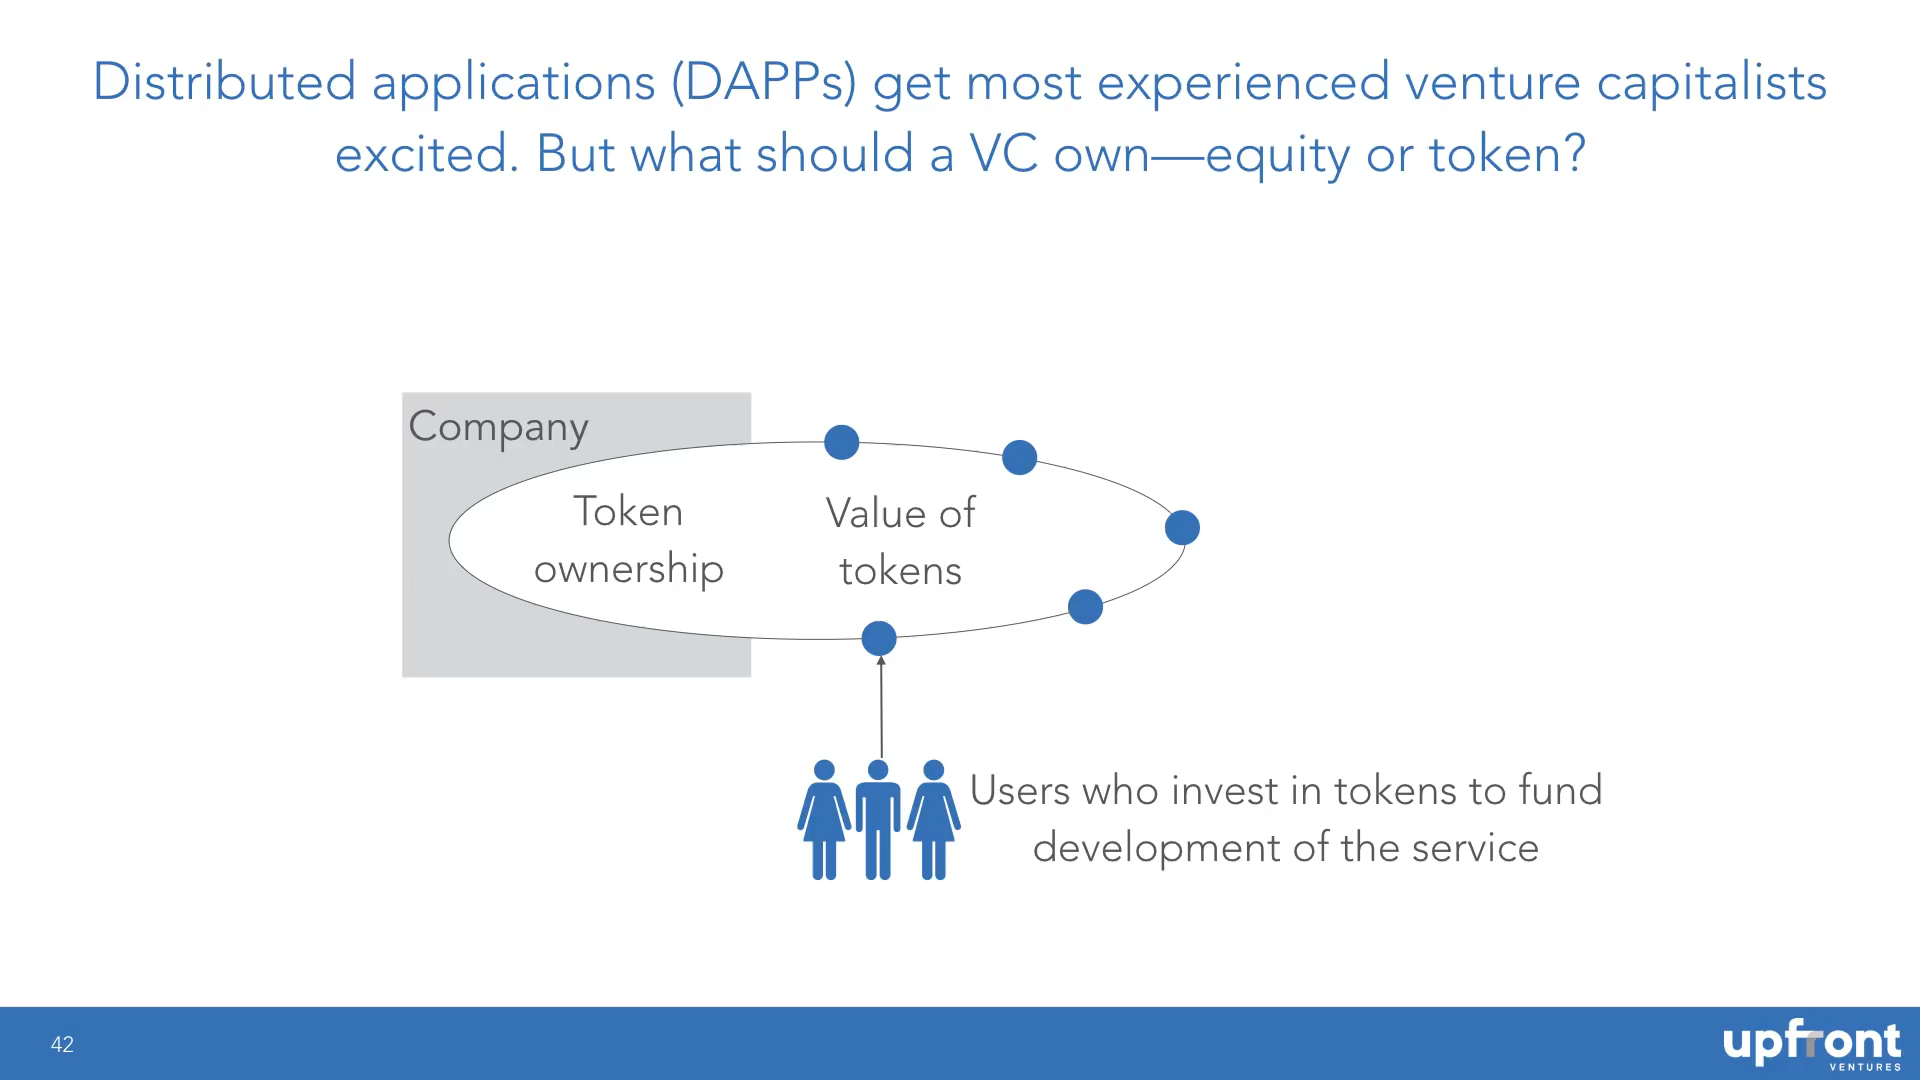 Distributed applications (DAPPs) get most experienced venture capitalists
excited. But what should a VC own—equity or token?
Company
Token
ownership
Value of
tokens
Users who invest in tokens to fund
development of the service
42
upfront
VENTURES